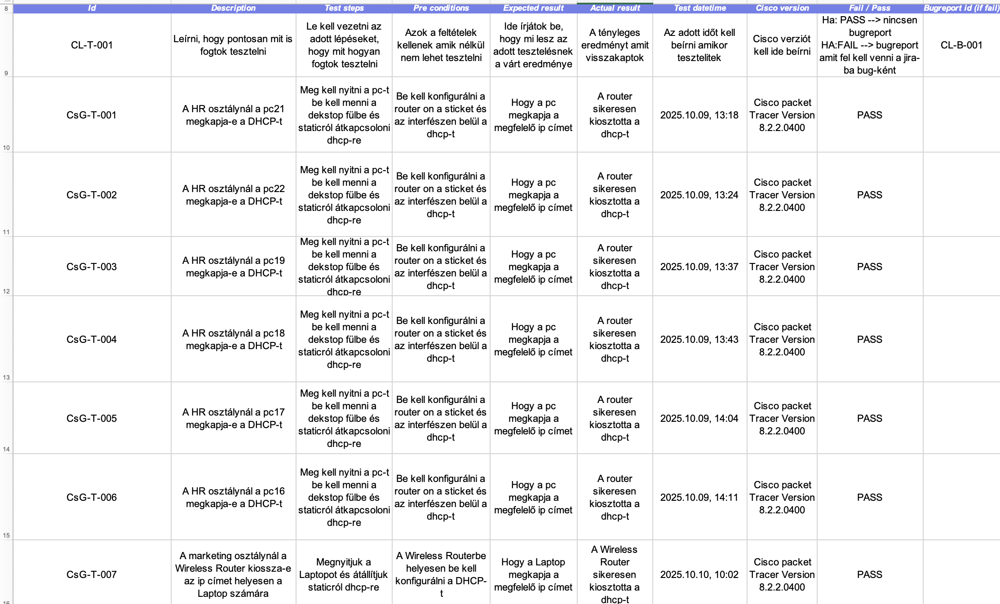 8
Id
Description
Test steps
Pre conditions
Expected result
Actual result
Test datetime
Cisco version
Fail / Pass
Bugreport id (if fail)
CL-T-001
Leírni, hogy pontosan mit is
fogtok tesztelni
Le kell vezetni az
adott lépéseket,
hogy mit hogyan
fogtok tesztelni
Azok a feltételek
kellenek amik nélkül
nem lehet tesztelni
Ide írjátok be,
hogy mi lesz az
adott tesztelésnek
a várt eredménye
A tényleges
eredményt amit
visszakaptok
Az adott időt kell
beírni amikor
tesztelitek
Cisco verziót
kell ide beírni
Ha: PASS --> nincsen
bugreport
HA:FAIL --> bugreport
amit fel kell venni a jira-
ba bug-ként
CL-B-001
9
CsG-T-001
A HR osztálynál a pc21
megkapja-e a DHCP-t
Meg kell nyitni a pc-t
be kell menni a
dekstop fülbe és
staticról átkapcsoloni
dhcp-re
Be kell konfigurálni a
router on a sticket és
az interfészen belül a
dhcp-t
Hogy a pc
megkapja a
megfelelő ip címet
A router
sikeresen
kiosztotta a
dhcp-t
2025.10.09, 13:18
Cisco packet
Tracer Version
8.2.2.0400
PASS
10
CsG-T-002
A HR osztálynál a pc22
megkapja-e a DHCP-t
Meg kell nyitni a pc-t
be kell menni a
dekstop fülbe és
staticról átkapcsoloni
dhcp-re
Be kell konfigurálni a
router on a sticket és
az interfészen belül a
dhcp-t
Hogy a pc
megkapja a
megfelelő ip címet
A router
sikeresen
kiosztotta a
dhcp-t
2025.10.09, 13:24
Cisco packet
Tracer Version
8.2.2.0400
PASS
11
CsG-T-003
A HR osztálynál a pc19
megkapja-e a DHCP-t
Meg kell nyitni a pc-t
be kell menni a
dekstop fülbe és
staticról átkapcsoloni
dhcp-re
Be kell konfigurálni a
router on a sticket és
az interfészen belül a
dhcp-t
Hogy a pc
megkapja a
megfelelő ip címet
A router
sikeresen
kiosztotta a
dhcp-t
2025.10.09, 13:37
Cisco packet
Tracer Version
8.2.2.0400
PASS
12
CsG-T-004
A HR osztálynál a pc18
megkapja-e a DHCP-t
Meg kell nyitni a pc-t
be kell menni a
dekstop fülbe és
staticról átkapcsoloni
dhcp-re
Be kell konfigurálni a
router on a sticket és
az interfészen belül a
dhcp-t
Hogy a pc
megkapja a
megfelelő ip címet
A router
sikeresen
kiosztotta a
dhcp-t
2025.10.09, 13:43
Cisco packet
Tracer Version
8.2.2.0400
PASS
13
CsG-T-005
A HR osztálynál a pc17
megkapja-e a DHCP-t
Meg kell nyitni a pc-t
be kell menni a
dekstop fülbe és
staticról átkapcsoloni
dhcp-re
Be kell konfigurálni a
router on a sticket és
az interfészen belül a
dhcp-t
Hogy a pc
megkapja a
megfelelő ip címet
A router
sikeresen
kiosztotta a
dhcp-t
2025.10.09, 14:04
Cisco packet
Tracer Version
8.2.2.0400
PASS
14
CsG-T-006
A HR osztálynál a pc16
megkapja-e a DHCP-t
Meg kell nyitni a pc-t
be kell menni a
dekstop fülbe és
staticról átkapcsoloni
dhcp-re
Be kell konfigurálni a
router on a sticket és
az interfészen belül a
dhcp-t
Hogy a pc
megkapja a
megfelelő ip címet
A router
sikeresen
kiosztotta a
dhcp-t
2025.10.09, 14:11
Cisco packet
Tracer Version
8.2.2.0400
PASS
15
CsG-T-007
A marketing osztálynál a
Wireless Router kiossza-e
az ip címet helyesen a
Laptop számára
Megnyitjuk a
Laptopot és átállítjuk
staticról dhcp-re
A Wireless Routerbe
helyesen be kell
konfigurálni a DHCP-
t
Hogy a Laptop
megkapja a
megfelelő ip címet
A Wireless
Router
sikeresen
kiosztotta a
dhcp-t
2025.10.10, 10:02
Cisco packet
Tracer Version
8.2.2.0400
PASS
16